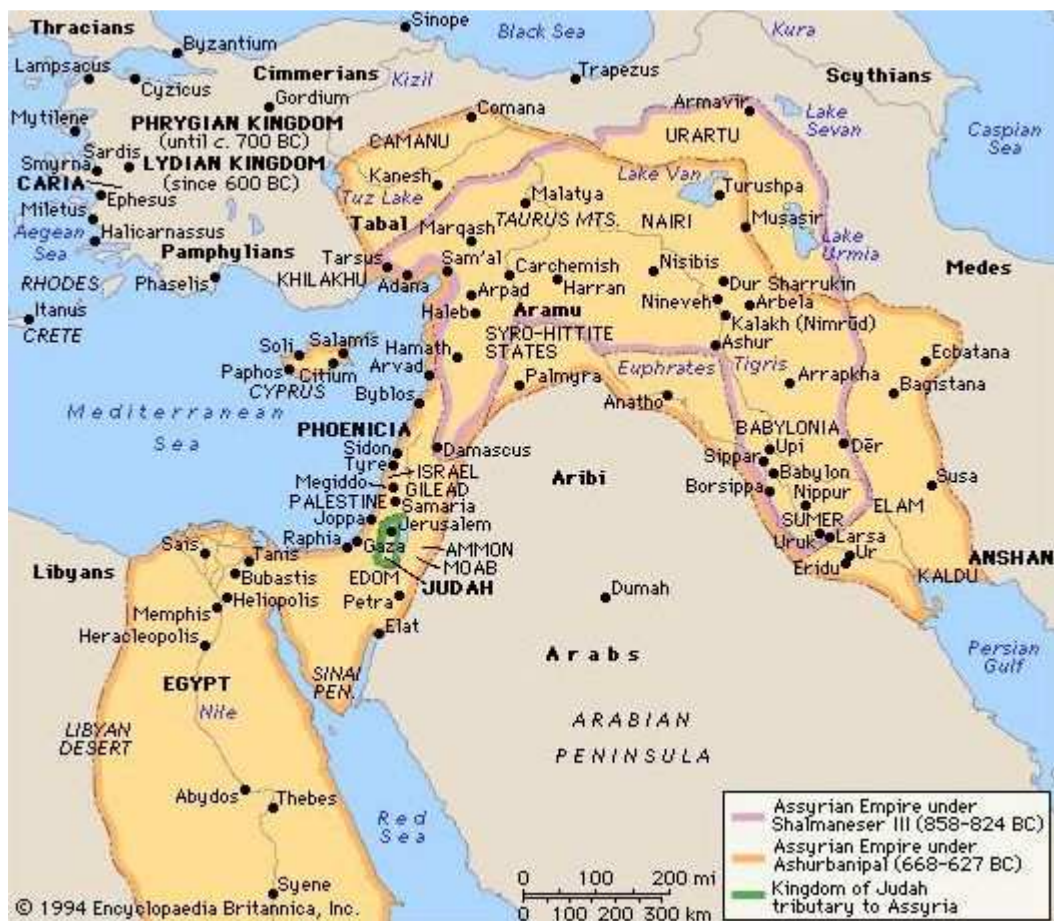 Thracians
Byzantium
Sinope
Black Sea
Kura
Lampsacus
Cyzicus
Cimmerians
Kizil
Trapezus
Scythians
Gordium
Comana
Armavir
Lake
Sevan
Caspian
Sea
Mytilene
PHRYGIAN KINGDOM
(until c. 700 BC)
CAMANU
URARTU
Sardis
Smyrna
LYDIAN KINGDOM
(since 600 BC)
Kanesh
Lake Van
Turushpa
CARIA
Ephesus
Tuz Lake
Malatya
TAURUS MTS.
NAIRI
Musasir
Miletus
Aegean
Sea
Halicarnassus
Tabal
Marqash
Lake
Urmia
Pamphylians
Tarsus
Sam'al
Carchemish
Nisibis
Medes
RHODES
Phaselis
KHILAKHU
Adana
Harran
Dur Sharrukin
Arpad
Nineveh
Arbela
Itanus
CRETE
Haleb
Aramu
Kalakh (Nimrūd)
Soli
Salamis
Hamath
SYRO-HITTITE
STATES
Ashur
Ecbatana
Paphos
Citium
CYPRUS
Arvad
Euphrates
Tigris
Arrapkha
Palmyra
Bagistana
Byblos
Anatho
Mediterranean
Sea
PHOENICIA
BABYLONIA
Sidon
Damascus
Upi
Dēr
Tyre
ISRAEL
Aribi
Sippar
Babylon
Megiddo
GILEAD
Borsippa
Nippur
Susa
PALESTINE
Samaria
ELAM
Joppa
Jerusalem
SUMER
Sais
Tanis
Raphia
Gaza
AMMON
Uruk
Larsa
Ur
Libyans
Bubastis
EDOM
MOAB
Eridu
ANSHAN
Heliopolis
JUDAH
KALDU
Memphis
Petra
Dumah
Heracleopolis
Elat
Arabs
Persian
Gulf
EGYPT
SINAI
PEN.
Nile
ARABIAN
PENINSULA
LIBYAN
DESERT
Abydos
Thebes
Red
Sea
Assyrian Empire under
Shalmaneser III (858-824 BC)
Assyrian Empire under
Ashurbanipal (668-627 BC)
Kingdom of Judah
tributary to Assyria
Syene
0 100 200 mi
0 100 200 300 km
© 1994 Encyclopaedia Britannica, Inc.